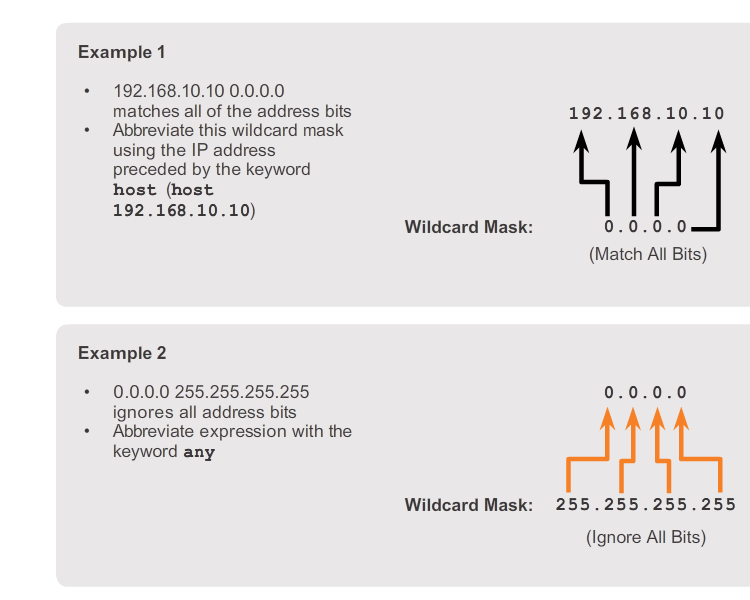 Example 1
• 192.168.10.10 0.0.0.0
matches all of the address bits
• Abbreviate this wildcard mask
using the IP address
preceded by the keyword
host (host
192.168.10.10)
192.168.10.10
Wildcard Mask: 0.0.0.0
(Match All Bits)
Example 2
• 0.0.0.0 255.255.255.255
ignores all address bits
• Abbreviate expression with the
keyword any
0.0.0.0
Wildcard Mask: 255.255.255.255
(Ignore All Bits)